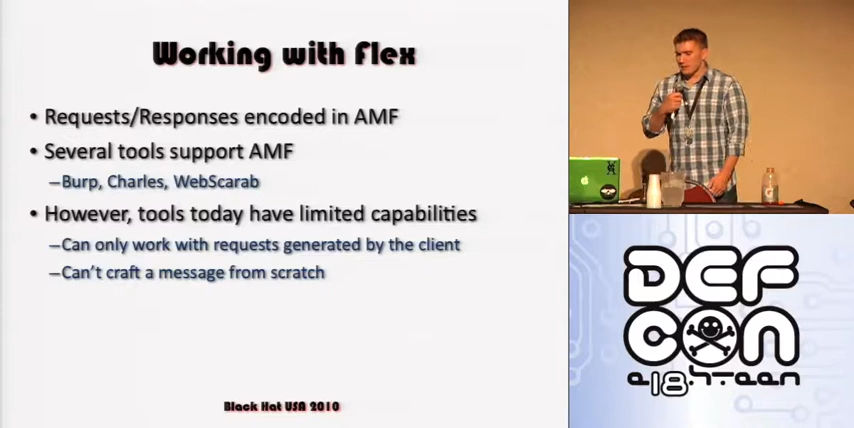 Working with Flex
• Requests/Responses encoded in AMF
• Several tools support AMF
–Burp, Charles, WebScarab
• However, tools today have limited capabilities
–Can only work with requests generated by the client
–Can't craft a message from scratch
Black Hat USA 2010
DEF
CON
e18h-teen